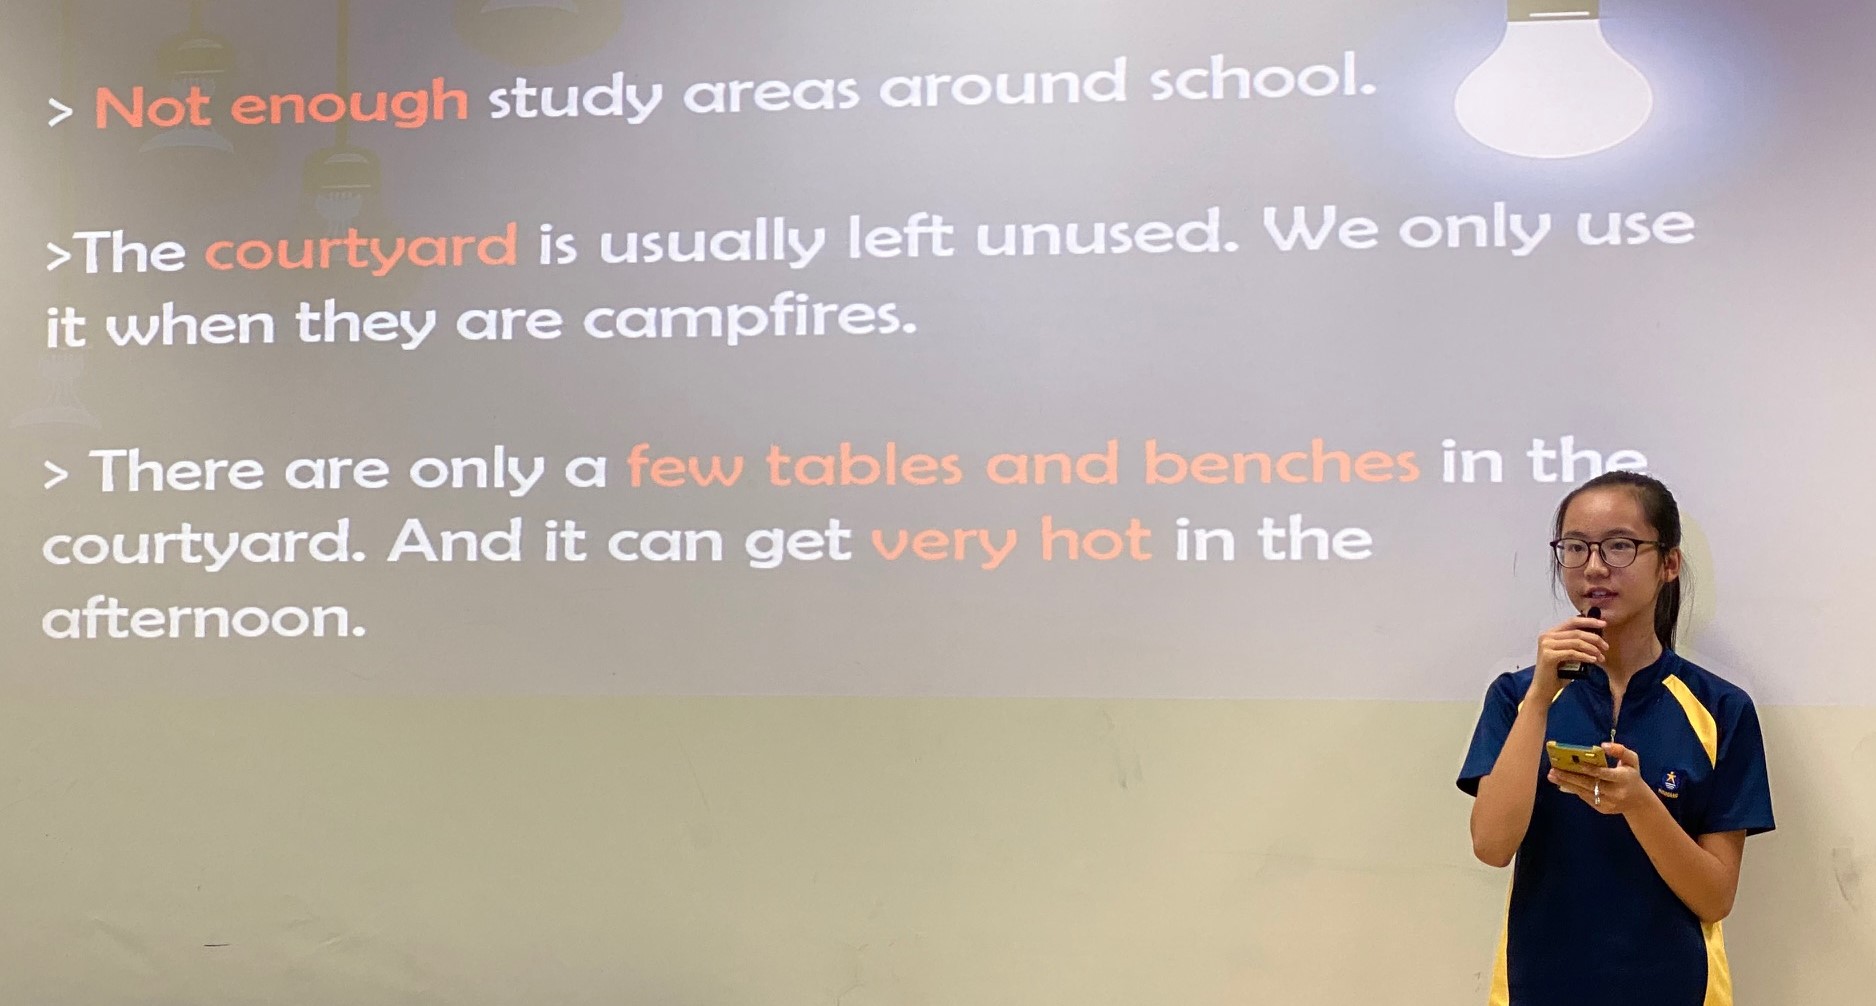 > Not enough study areas around school.
>The courtyard is usually left unused. We only use
it when they are campfires.
> There are only a few tables and benches in the
courtyard. And it can get very hot in the
afternoon.